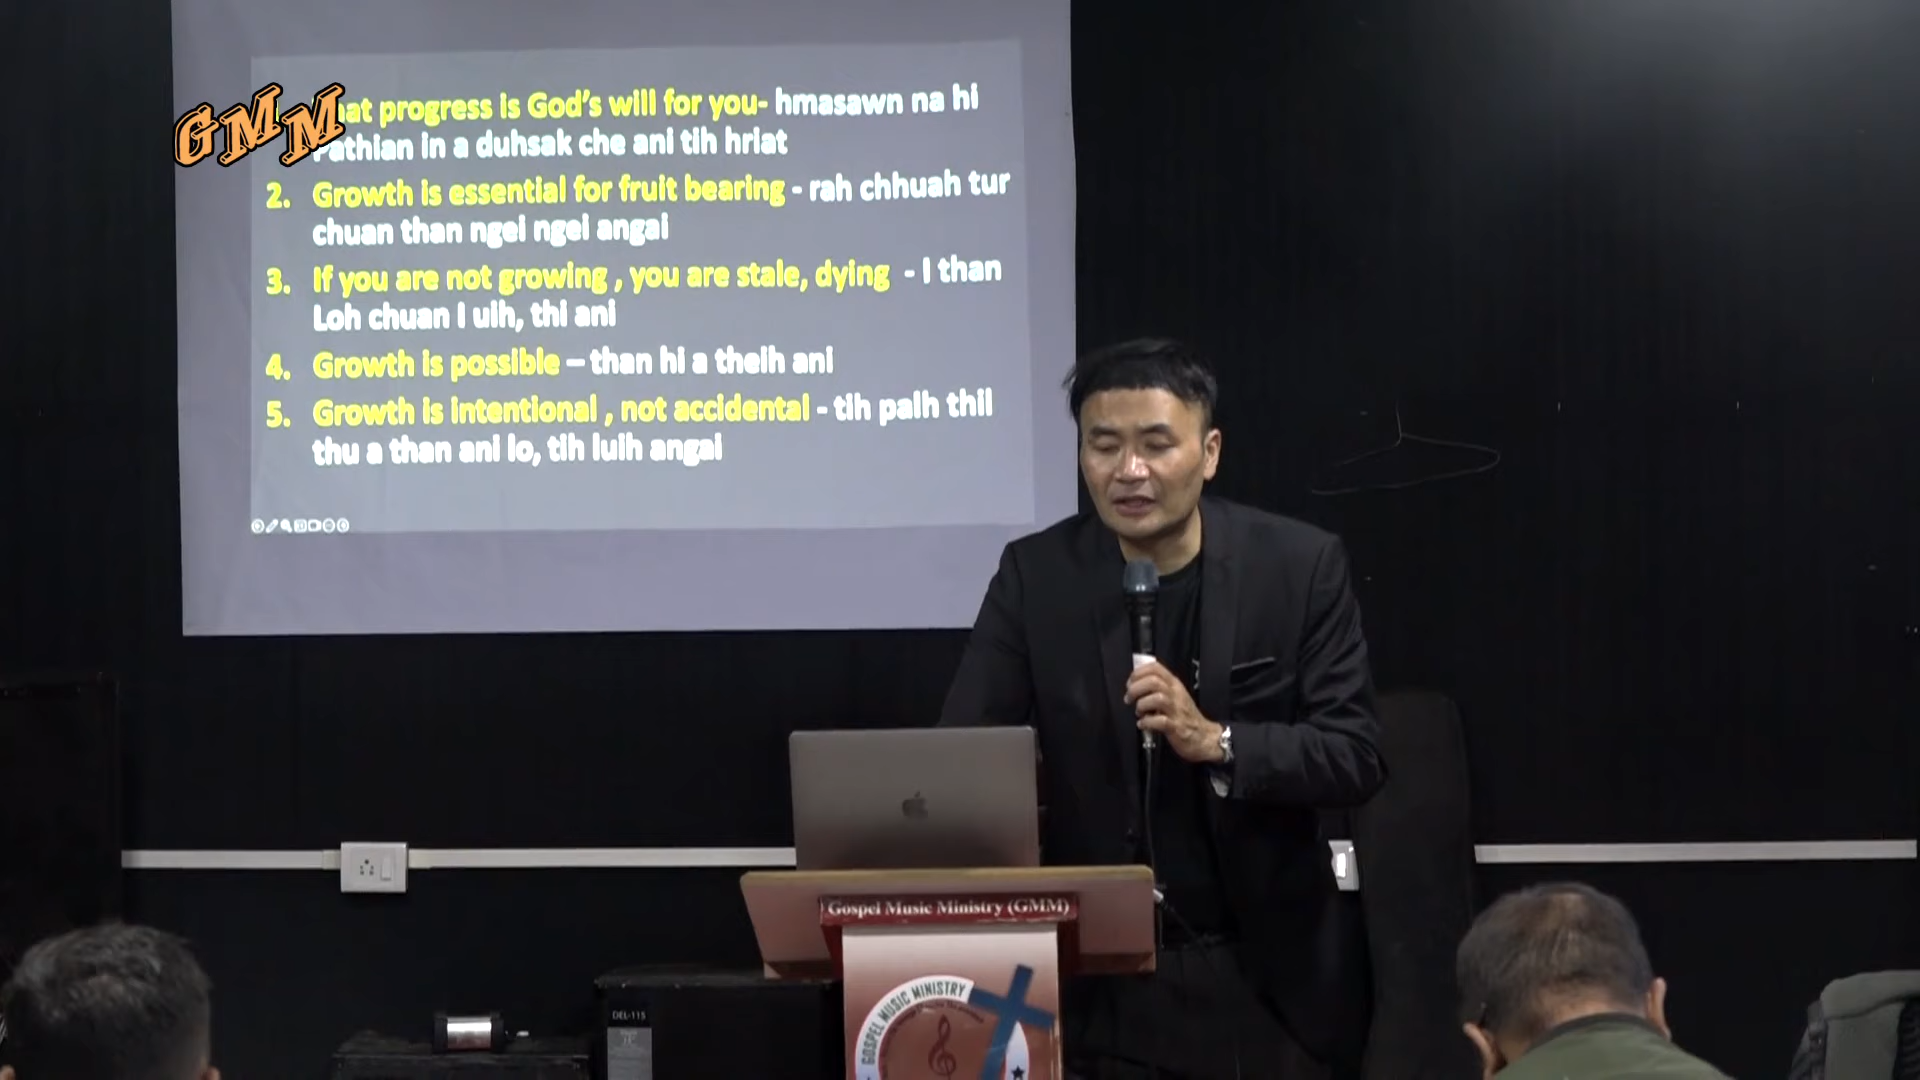 GMM
progress is God's will for you- hmasawn na hi
Pathian in a duhsak che ani tih hriat
2. Growth is essential for fruit bearing - rah chhuah tur
chuan than ngei ngei angai
3. If you are not growing , you are stale, dying - I than
Loh chuan I uih, thi ani
4. Growth is possible – than hi a theih ani
5. Growth is intentional , not accidental - tih palh thil
thu a than ani lo, tih luih angai
Gospel Music Ministry (GMM)
GOSPEL MUSIC MINISTRY
DEL-115